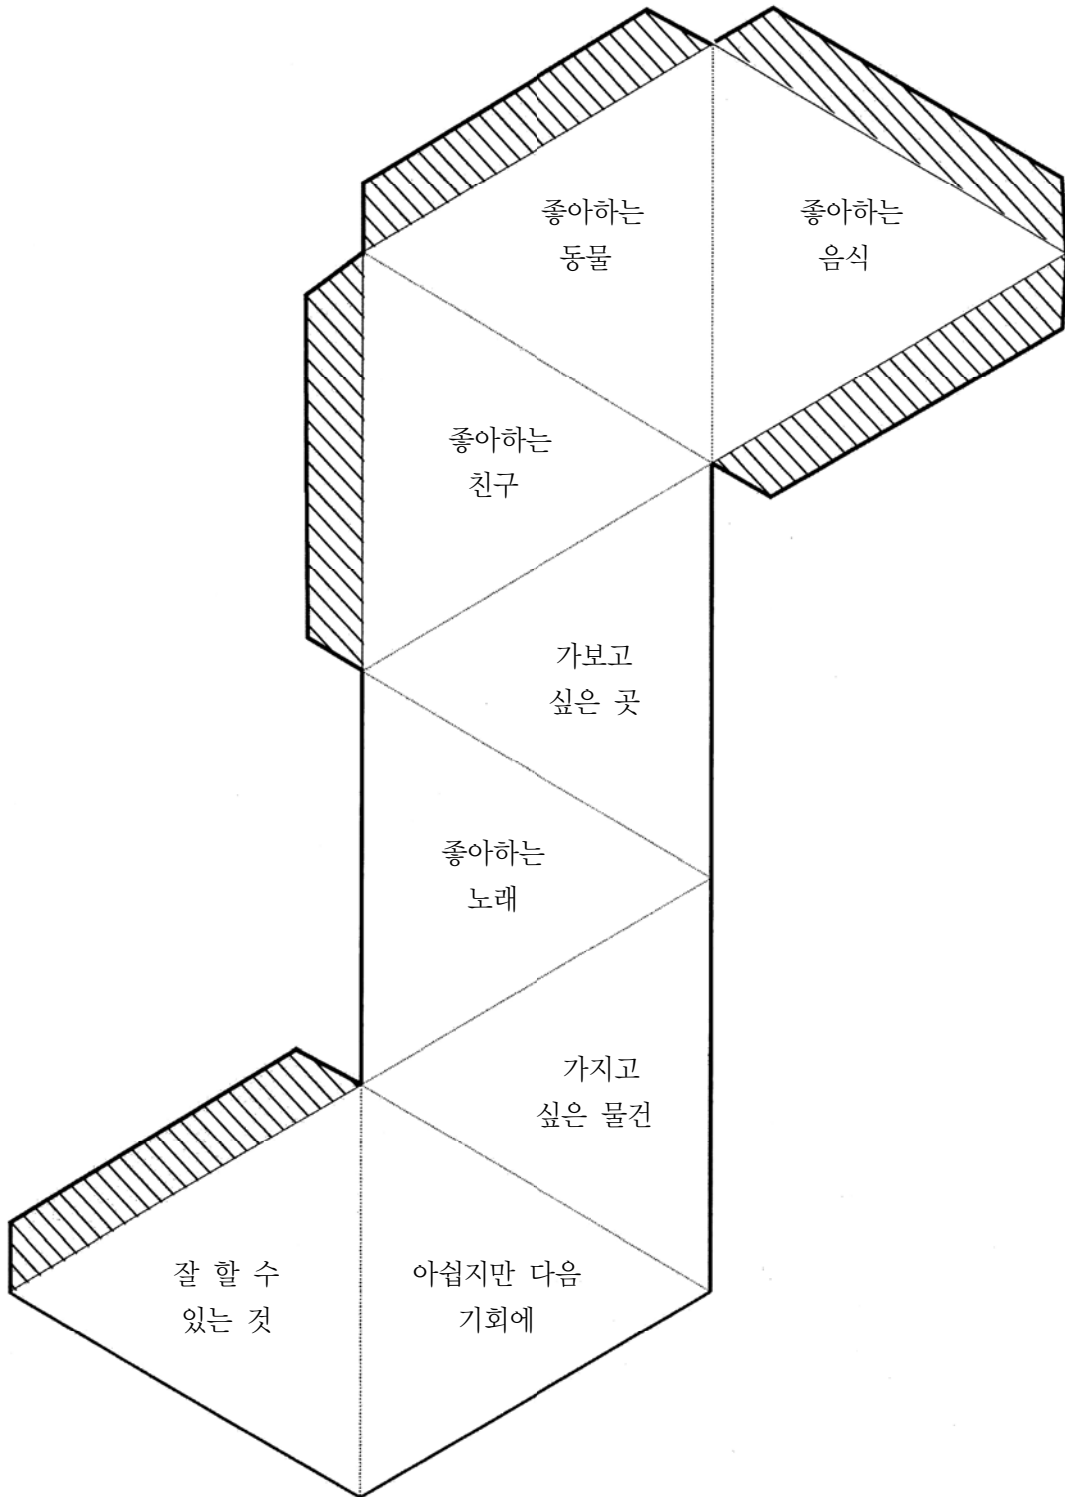 좋아하는
동물
좋아하는
음식
좋아하는
친구
가보고
싶은 곳
좋아하는
노래
가지고
싶은 물건
잘 할 수
있는 것
아쉽지만 다음
기회에